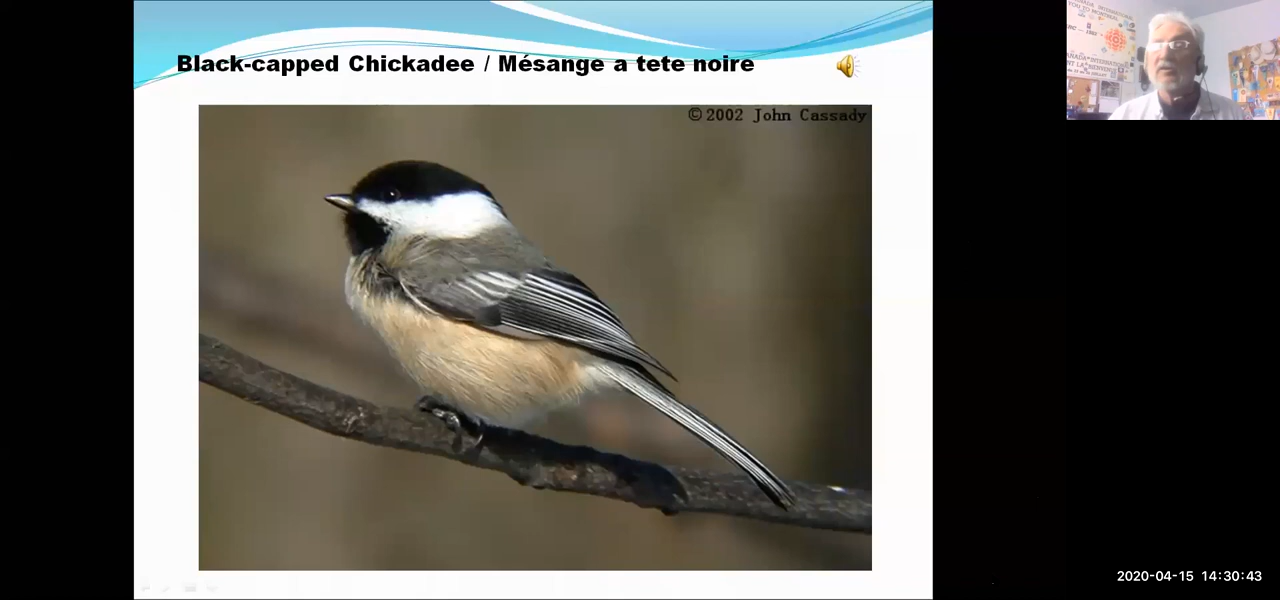 Black-capped Chickadee / Mésange a tete noire
© 2002 John Cassady
2020-04-15 14:30:43